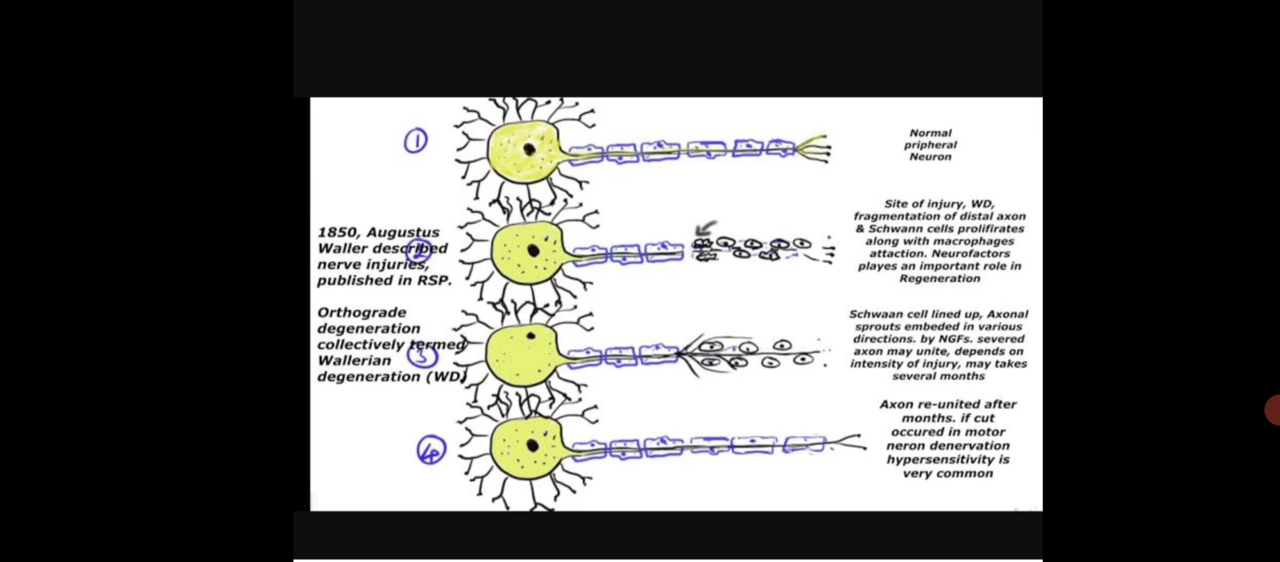 1
Normal
pripheral
Neuron
1850, Augustus
Waller described
nerve injuries,
published in RSP.
2
Site of injury, WD,
fragmentation of distal axon
& Schwann cells prolifirates
along with macrophages
attaction. Neurofactors
playes an important role in
Regeneration
Orthograde
degeneration
collectively termed
Wallerian
degeneration (WD)
3
Schwaan cell lined up, Axonal
sprouts embeded in various
directions. by NGFs. severed
axon may unite, depends on
intensity of injury, may takes
several months
4
Axon re-united after
months. if cut
occured in motor
neron denervation
hypersensitivity is
very common